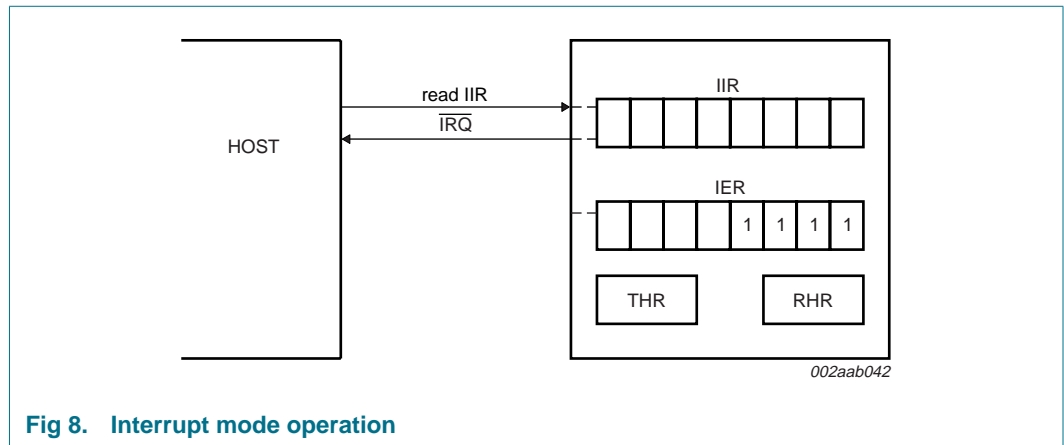 read IIR
IRQ
HOST
IIR
IER
1 1 1 1
THR RHR
002aab042
Fig 8. Interrupt mode operation